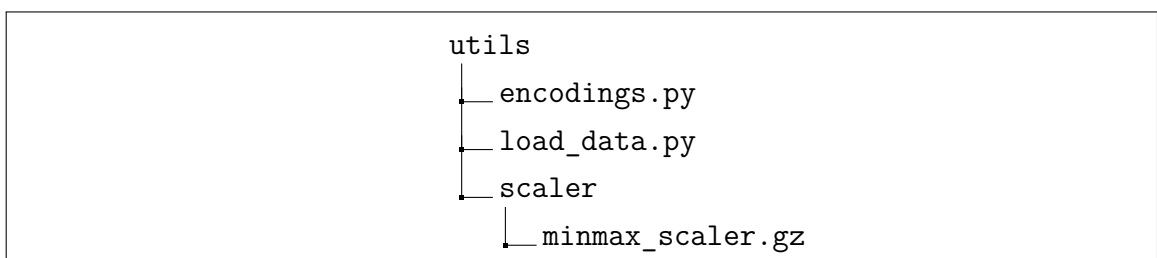 utils
encodings.py
load_data.py
scaler
minmax_scaler.gz